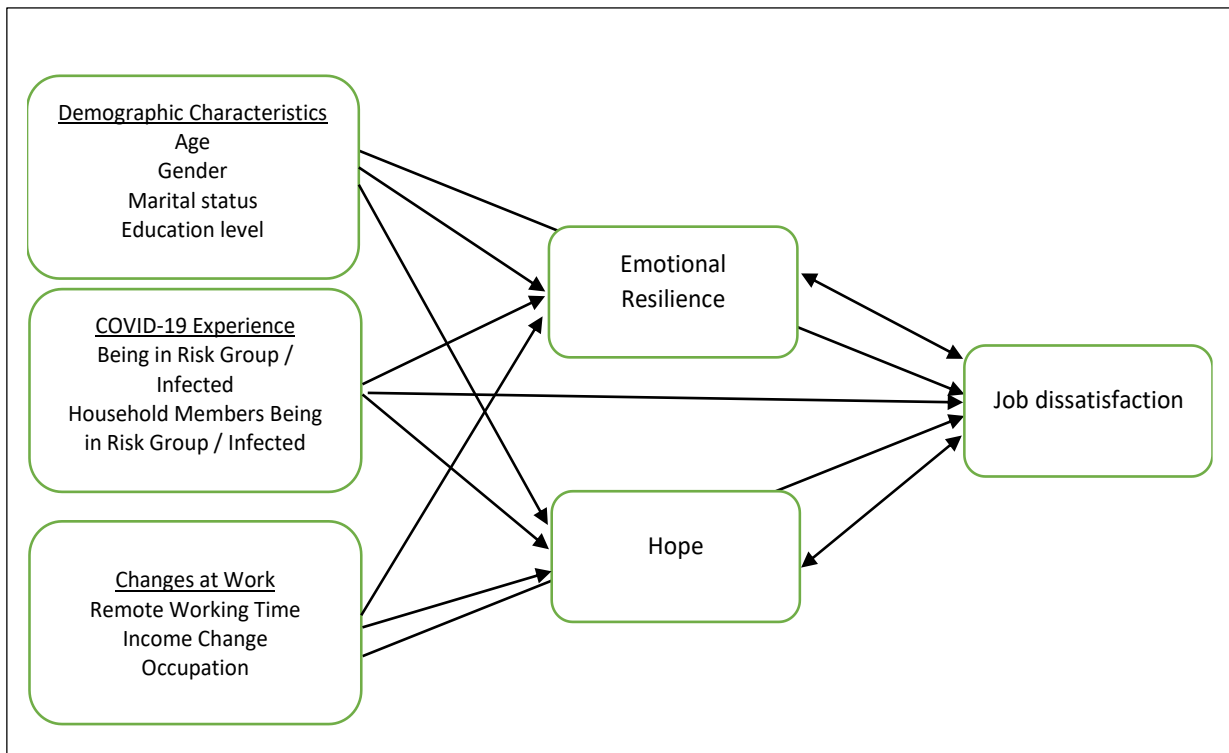 Demographic Characteristics
Age
Gender
Marital status
Education level
Emotional
Resilience
COVID-19 Experience
Being in Risk Group /
Infected
Household Members Being
in Risk Group / Infected
Job dissatisfaction
Hope
Changes at Work
Remote Working Time
Income Change
Occupation